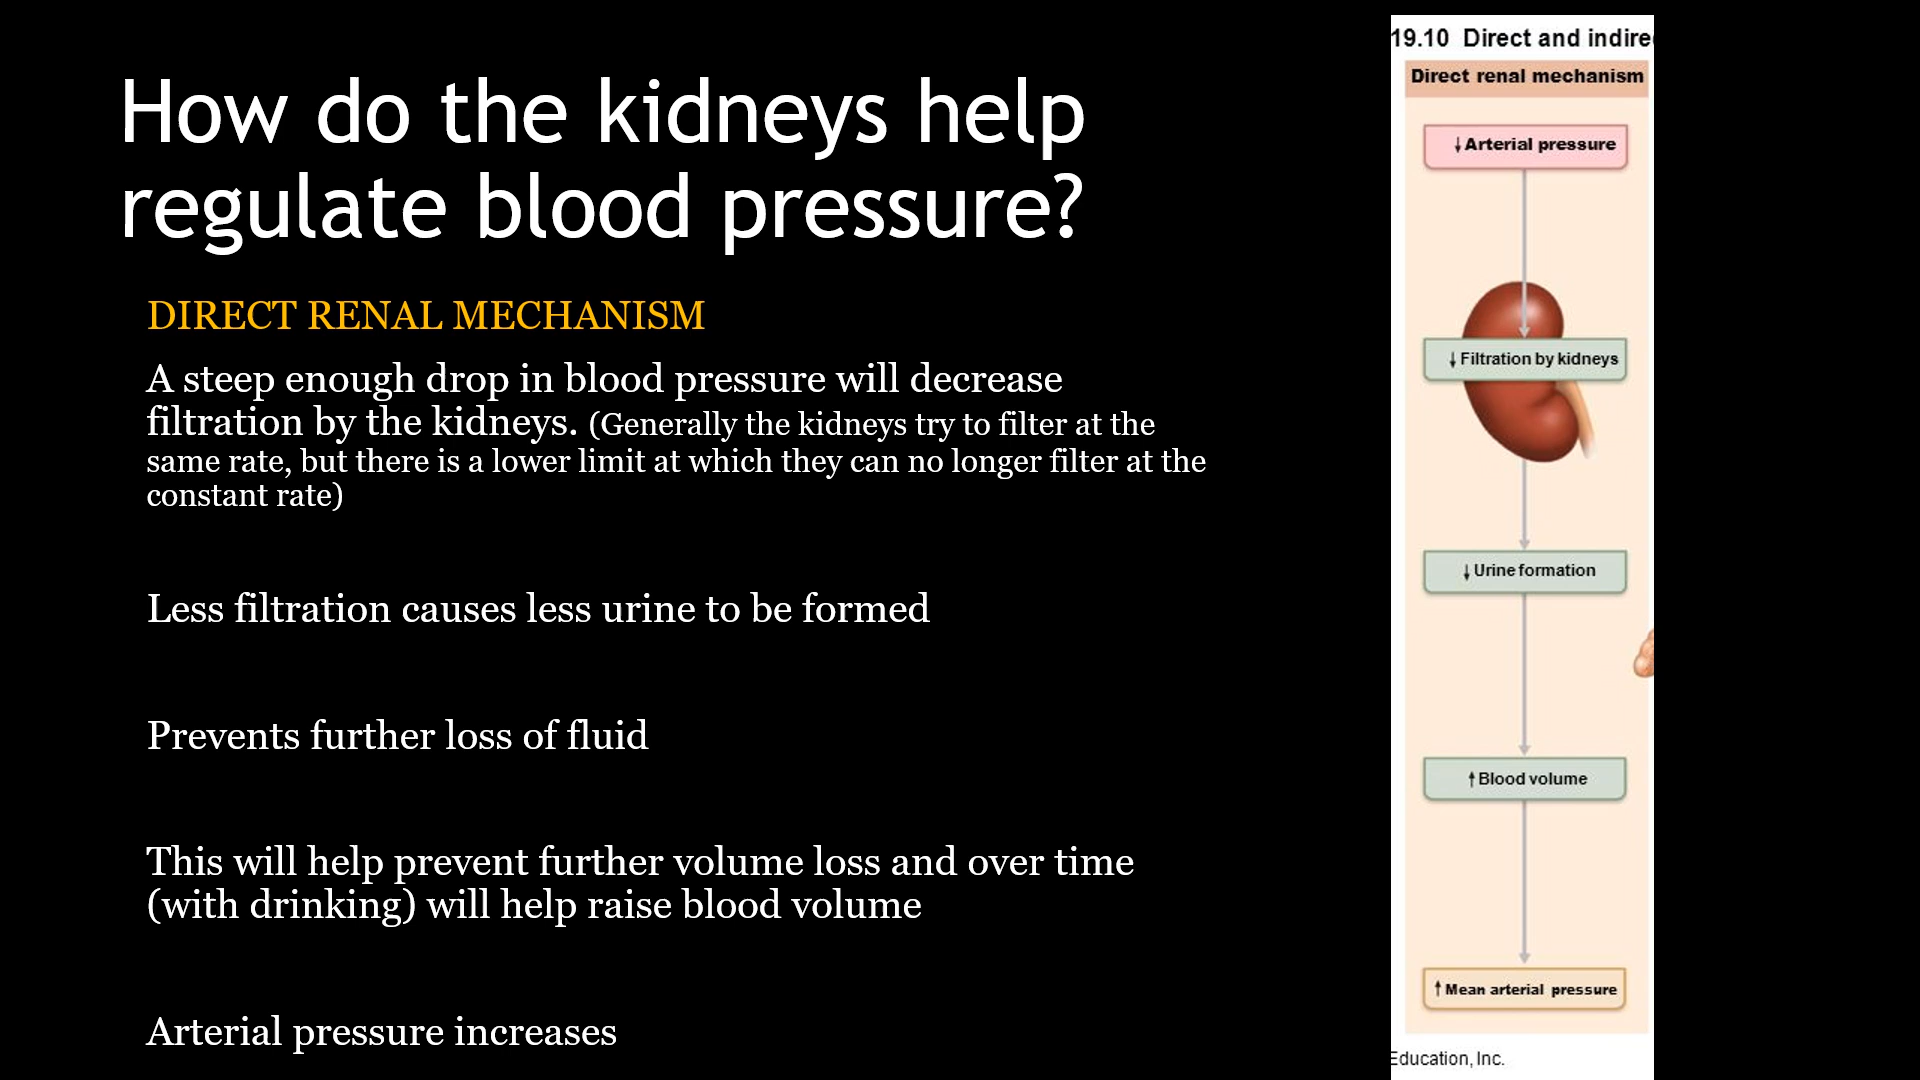 How do the kidneys help
regulate blood pressure?
DIRECT RENAL MECHANISM
A steep enough drop in blood pressure will decrease
filtration by the kidneys. (Generally the kidneys try to filter at the
same rate, but there is a lower limit at which they can no longer filter at the
constant rate)
Less filtration causes less urine to be formed
Prevents further loss of fluid
This will help prevent further volume loss and over time
(with drinking) will help raise blood volume
Arterial pressure increases
19.10 Direct and indire
Direct renal mechanism
↓Arterial pressure
↓Filtration by kidneys
↓Urine formation
↑Blood volume
↑Mean arterial pressure
Education, Inc.